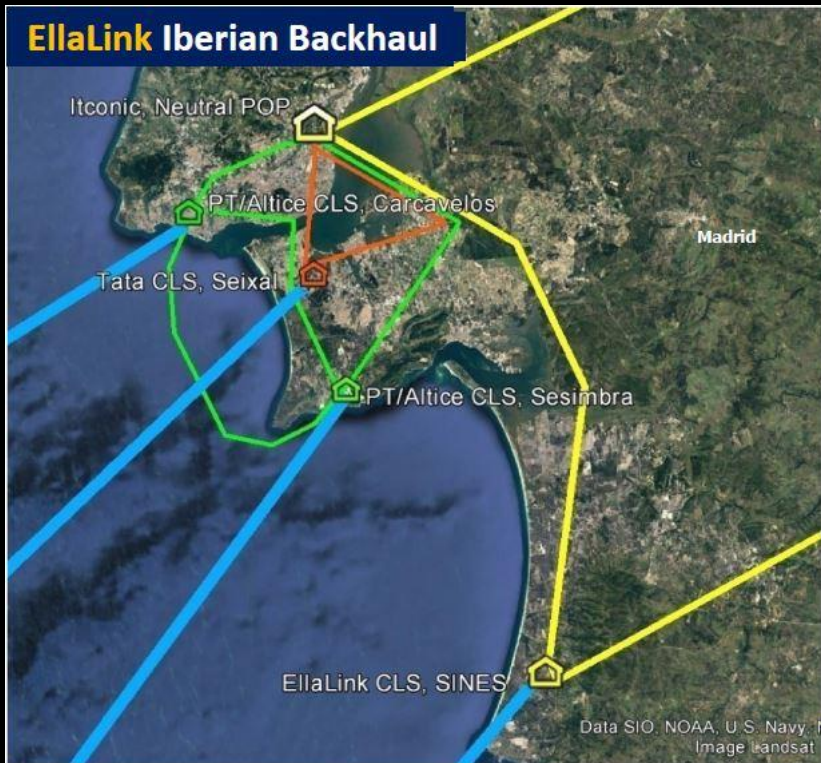 EllaLink Iberian Backhaul
Itconic, Neutral POP
PT/Altice CLS, Carcavelos
Madrid
Tata CLS, Seixal
PT/Altice CLS, Sesimbra
EllaLink CLS, SINES
Data SIO, NOAA, U.S. Navy,
Image Landsat